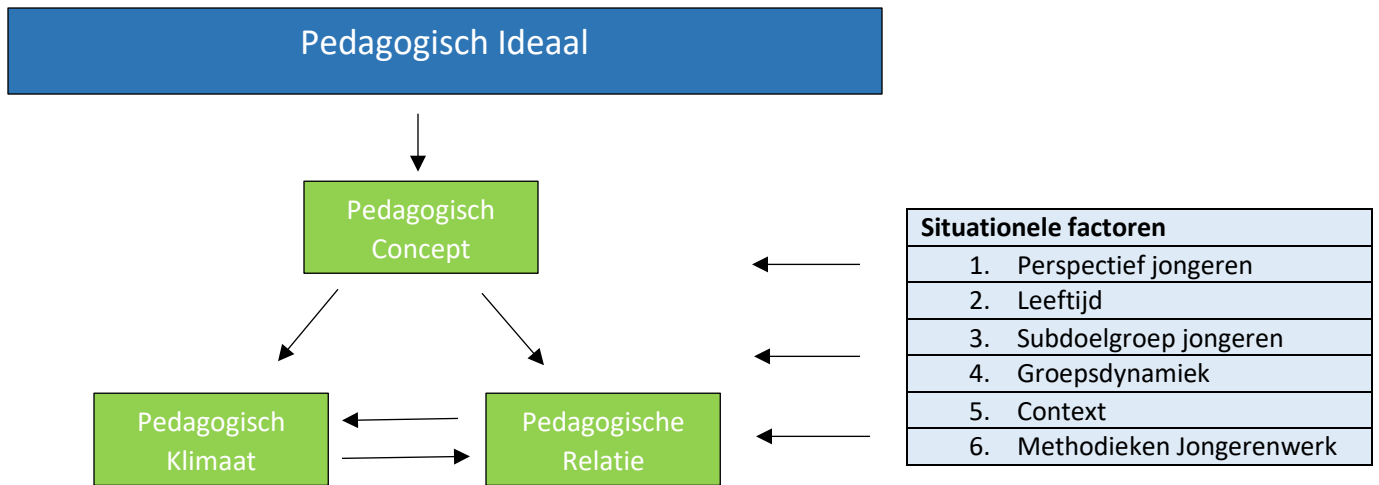 Pedagogisch Ideaal
Pedagogisch
Concept
Pedagogisch
Klimaat
Pedagogische
Relatie
Situationele factoren
1. Perspectief jongeren
2. Leeftijd
3. Subdoelgroep jongeren
4. Groepsdynamiek
5. Context
6. Methodieken Jongerenwerk